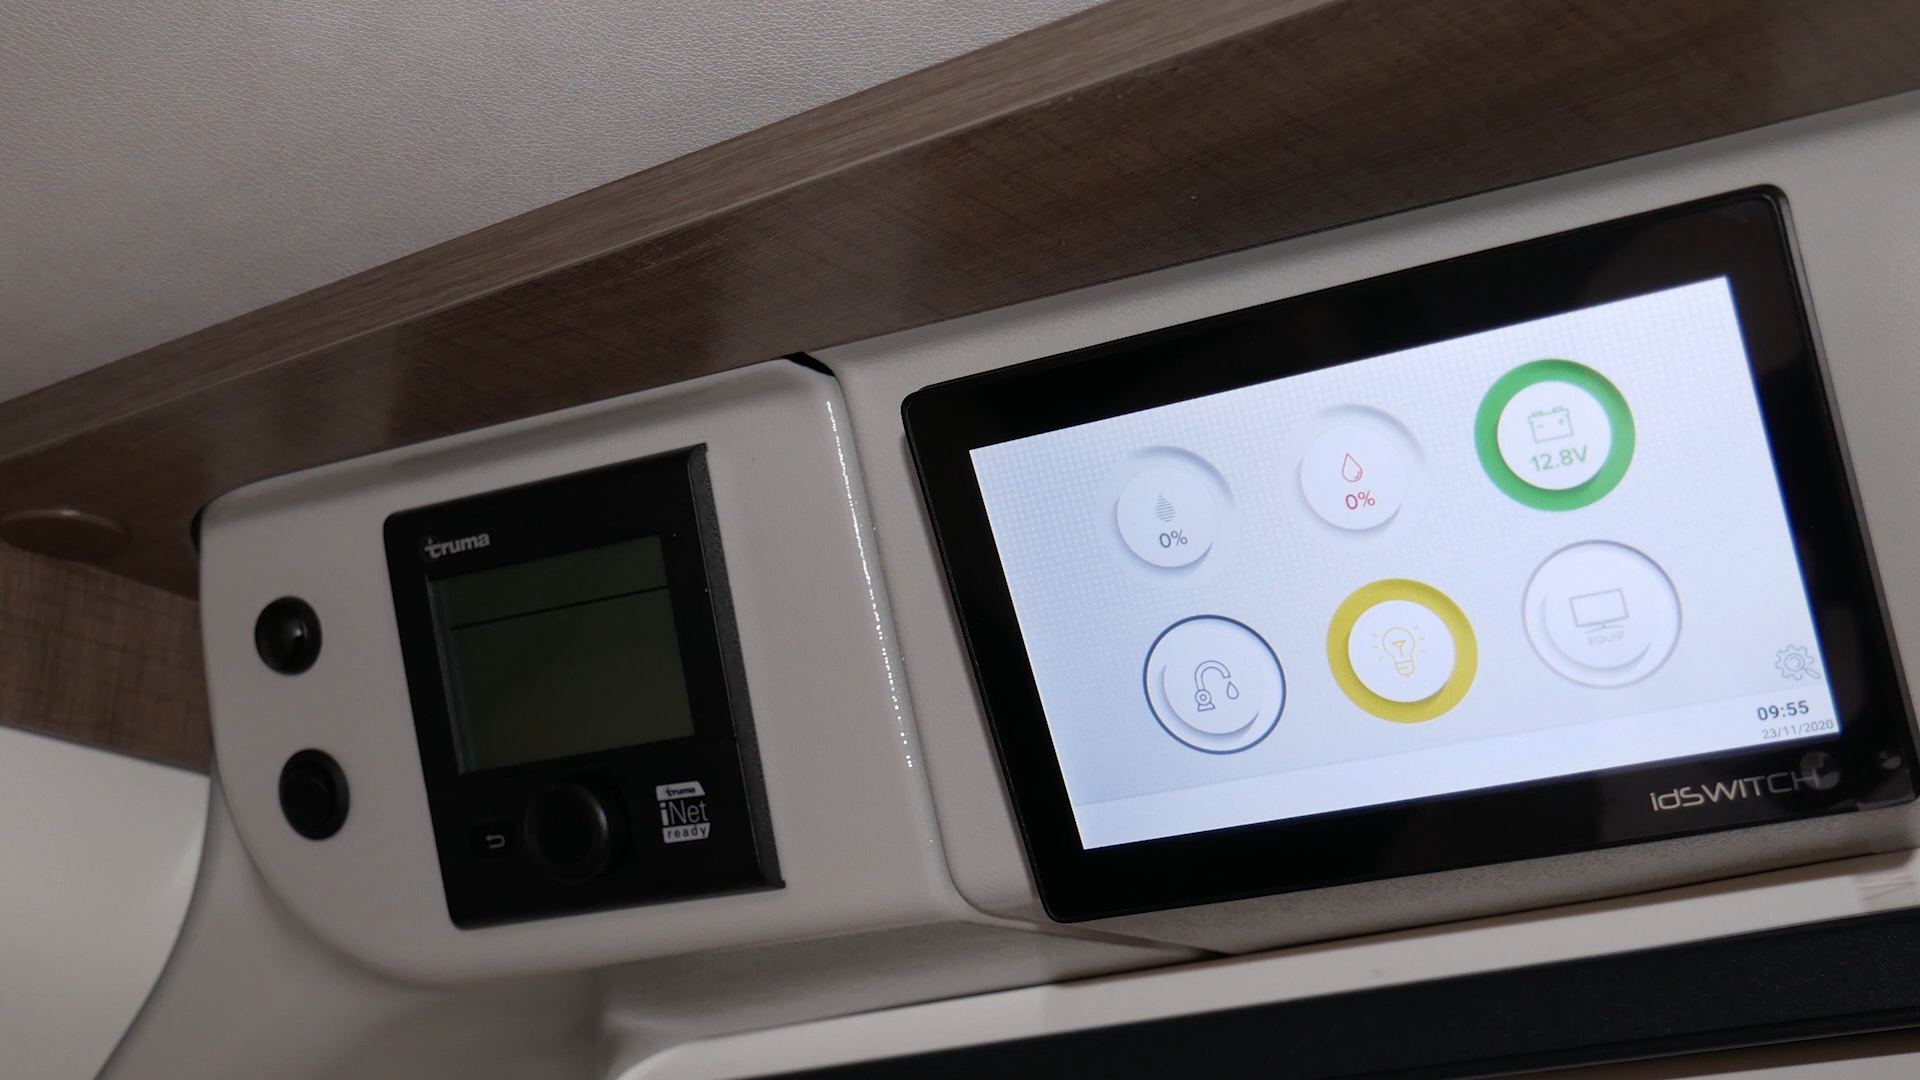 truma
truma
iNet
ready
0%
0%
12.8V
EQUIP
09:55
23/11/2020
idSWITCH